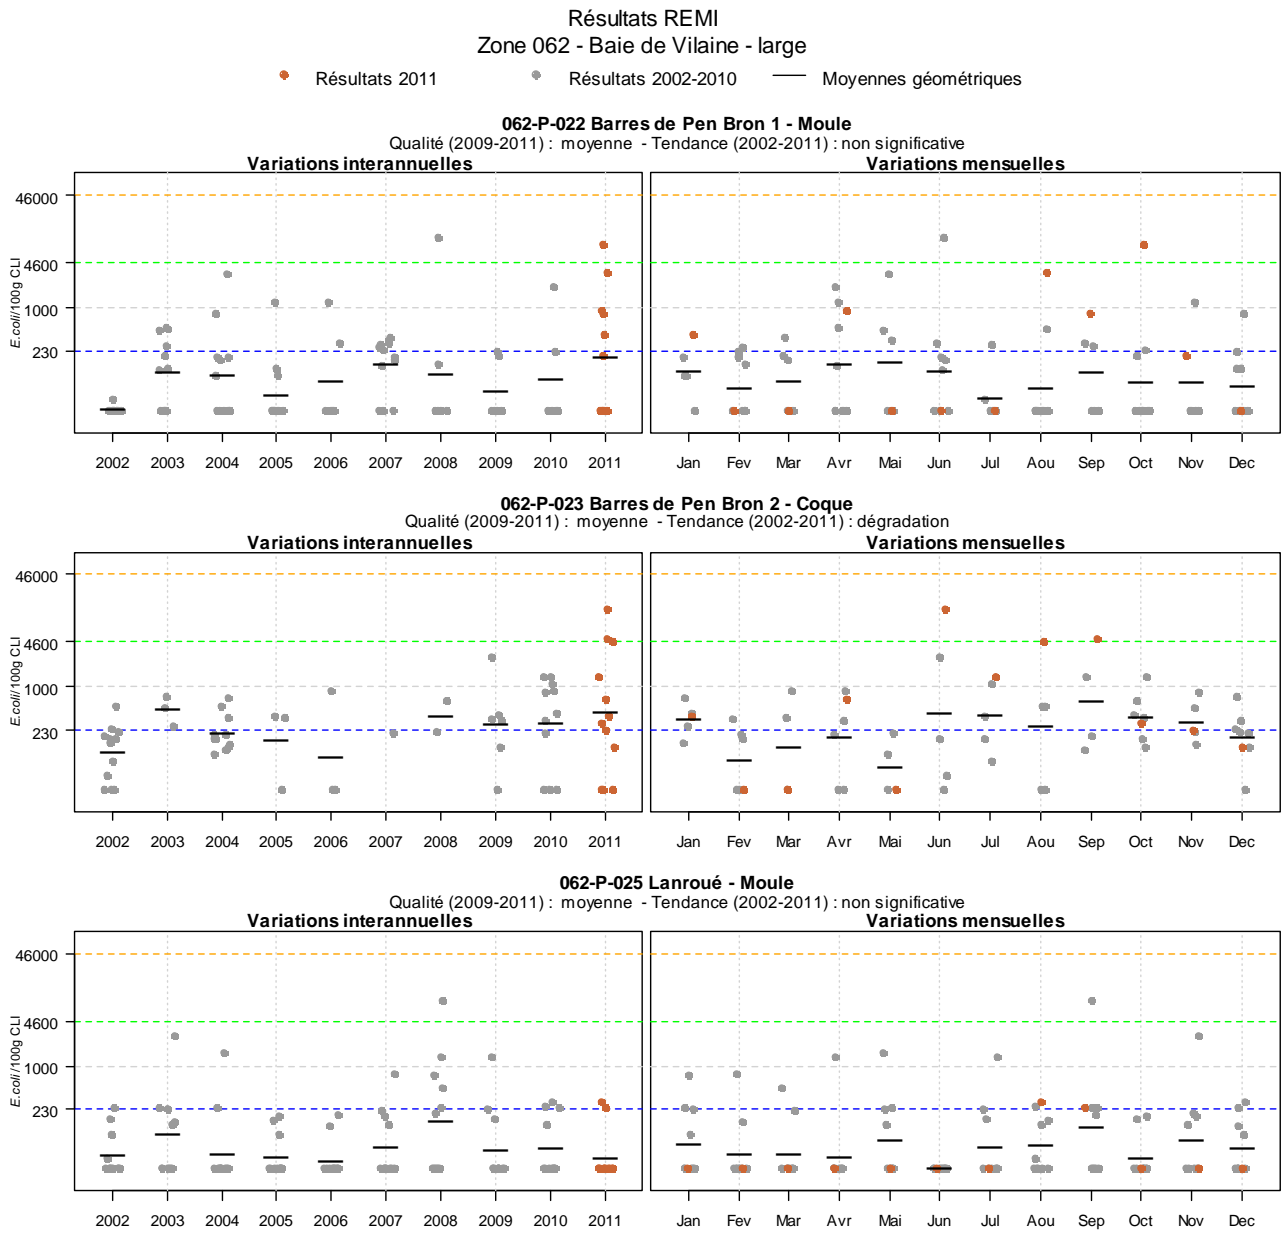 Résultats REMI
Zone 062 - Baie de Vilaine - large
Résultats 2011 Résultats 2002-2010 Moyennes géométriques
062-P-022 Barres de Pen Bron 1 - Moule
Qualité (2009-2011) : moyenne - Tendance (2002-2011) : non significative
Variations interannuelles Variations mensuelles
46000
4600
1000
230
E.coli/100g CLI
2002 2003 2004 2005 2006 2007 2008 2009 2010 2011 Jan Fev Mar Avr Mai Jun Jul Aou Sep Oct Nov Dec
062-P-023 Barres de Pen Bron 2 - Coque
Qualité (2009-2011) : moyenne - Tendance (2002-2011) : dégradation
Variations interannuelles Variations mensuelles
46000
4600
1000
230
E.coli/100g CLI
2002 2003 2004 2005 2006 2007 2008 2009 2010 2011 Jan Fev Mar Avr Mai Jun Jul Aou Sep Oct Nov Dec
062-P-025 Lanroué - Moule
Qualité (2009-2011) : moyenne - Tendance (2002-2011) : non significative
Variations interannuelles Variations mensuelles
46000
4600
1000
230
E.coli/100g CLI
2002 2003 2004 2005 2006 2007 2008 2009 2010 2011 Jan Fev Mar Avr Mai Jun Jul Aou Sep Oct Nov Dec